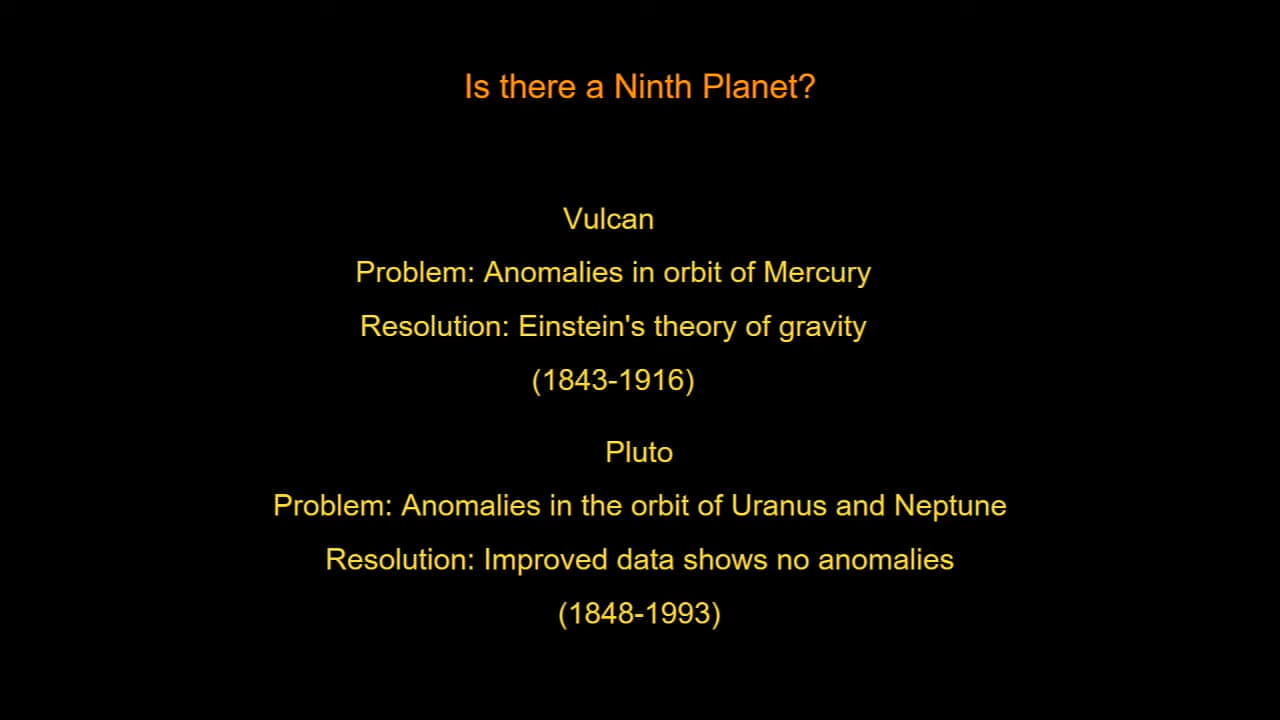 Is there a Ninth Planet?
Vulcan
Problem: Anomalies in orbit of Mercury
Resolution: Einstein's theory of gravity
(1843-1916)
Pluto
Problem: Anomalies in the orbit of Uranus and Neptune
Resolution: Improved data shows no anomalies
(1848-1993)